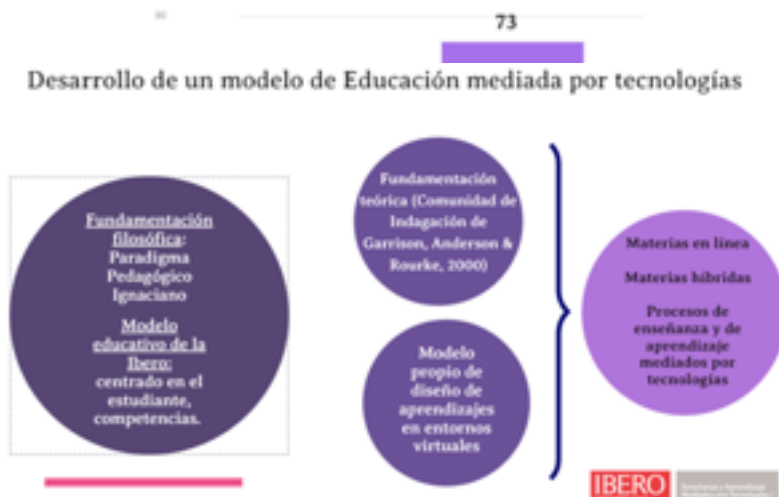 73
Desarrollo de un modelo de Educación mediada por tecnologías
Fundamentación
filosófica:
Paradigma
Pedagógico
Ignaciano
Modelo
educativo de la
Ibero:
centrado en el
estudiante,
competencias.
Fundamentación
teórica (Comunidad de
Indagación de
Garrison, Anderson &
Rourke, 2000)
Modelo
propio de
diseño de
aprendizajes
en entornos
virtuales
Materias en línea
Materias híbridas
Procesos de
enseñanza y de
aprendizaje
mediados por
tecnologías
IBERO